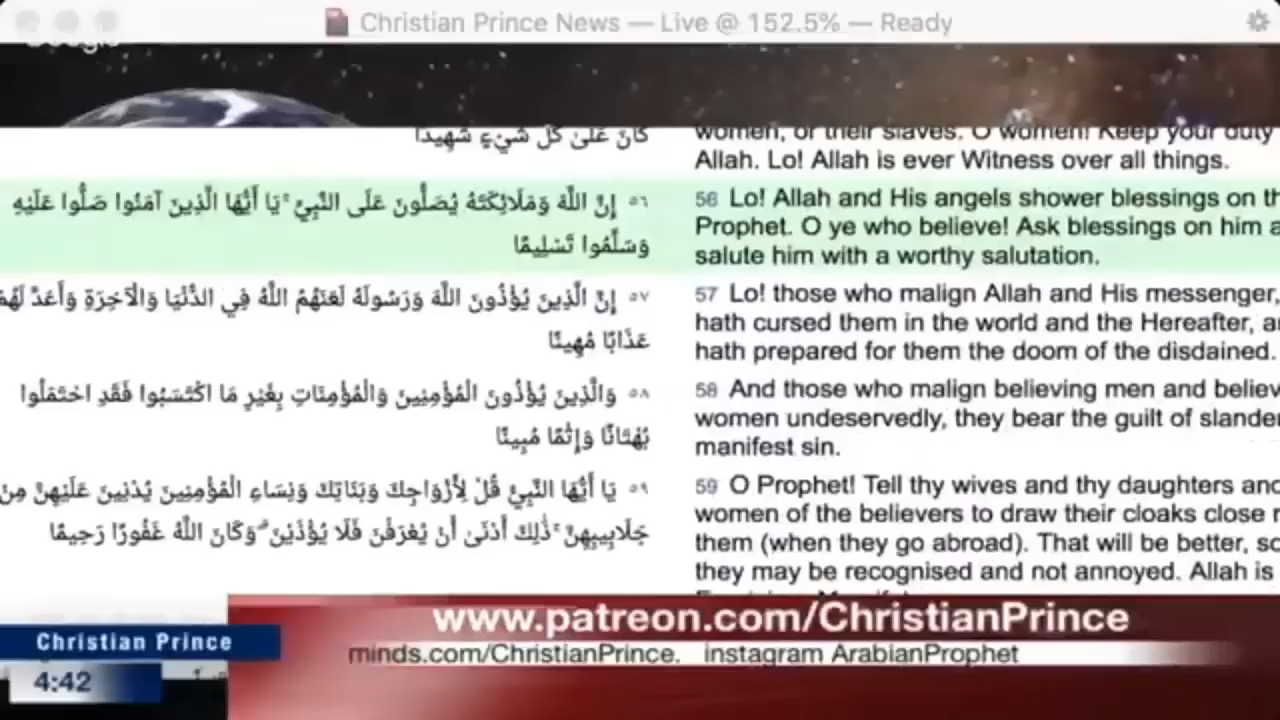 Christian Prince News — Live @ 152.5% — Ready
Google
كَانَ عَلَىٰ كُلِّ شَيْءٍ شَهِيدًا
٥٦ إِنَّ اللَّهَ وَمَلَائِكَتَهُ يُصَلُّونَ عَلَى النَّبِيِّ ۚ يَا أَيُّهَا الَّذِينَ آمَنُوا صَلُّوا عَلَيْهِ
وَسَلِّمُوا تَسْلِيمًا
٥٧ إِنَّ الَّذِينَ يُؤْذُونَ اللَّهَ وَرَسُولَهُ لَعَنَهُمُ اللَّهُ فِي الدُّنْيَا وَالْآخِرَةِ وَأَعَدَّ لَهُمْ
عَذَابًا مُهِينًا
٥٨ وَالَّذِينَ يُؤْذُونَ الْمُؤْمِنِينَ وَالْمُؤْمِنَاتِ بِغَيْرِ مَا اكْتَسَبُوا فَقَدِ احْتَمَلُوا
بُهْتَانًا وَإِثْمًا مُبِينًا
٥٩ يَا أَيُّهَا النَّبِيُّ قُلْ لِأَزْوَاجِكَ وَبَنَاتِكَ وَنِسَاءِ الْمُؤْمِنِينَ يُدْنِينَ عَلَيْهِنَّ مِنْ
جَلَابِيبِهِنَّ ۚ ذَٰلِكَ أَدْنَىٰ أَنْ يُعْرَفْنَ فَلَا يُؤْذَيْنَ ۗ وَكَانَ اللَّهُ غَفُورًا رَحِيمًا
women, or their slaves. O women! Keep your duty
Allah. Lo! Allah is ever Witness over all things.
56 Lo! Allah and His angels shower blessings on th
Prophet. O ye who believe! Ask blessings on him a
salute him with a worthy salutation.
57 Lo! those who malign Allah and His messenger,
hath cursed them in the world and the Hereafter, a
hath prepared for them the doom of the disdained.
58 And those who malign believing men and believ
women undeservedly, they bear the guilt of slande
manifest sin.
59 O Prophet! Tell thy wives and thy daughters and
women of the believers to draw their cloaks close r
them (when they go abroad). That will be better, so
they may be recognised and not annoyed. Allah is
www.patreon.com/ChristianPrince
Christian Prince
minds.com/ChristianPrince. instagram ArabianProphet
4:42